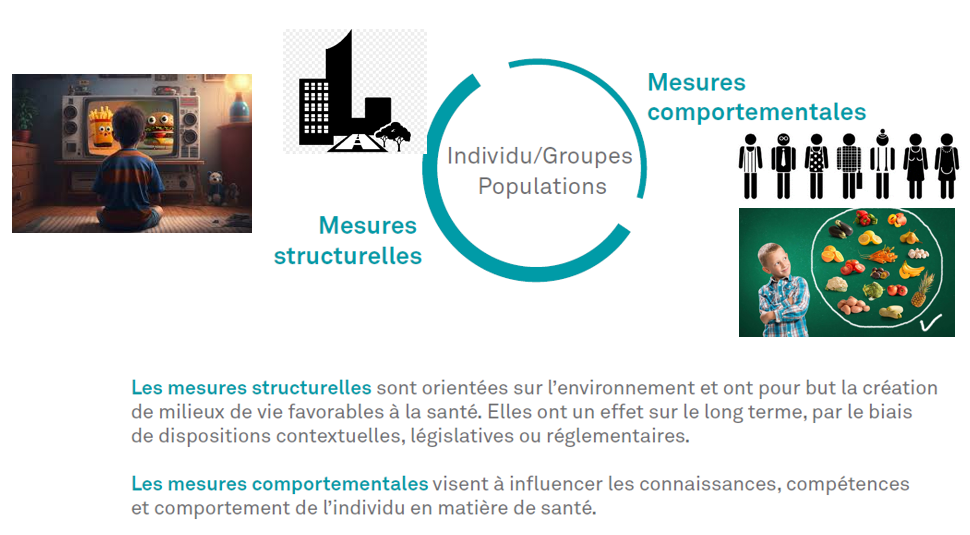 Mesures
comportementales
Individu/Groupes
Populations
Mesures
structurelles
Les mesures structurelles sont orientées sur l'environnement et ont pour but la création
de milieux de vie favorables à la santé. Elles ont un effet sur le long terme, par le biais
de dispositions contextuelles, législatives ou réglementaires.
Les mesures comportementales visent à influencer les connaissances, compétences
et comportement de l'individu en matière de santé.